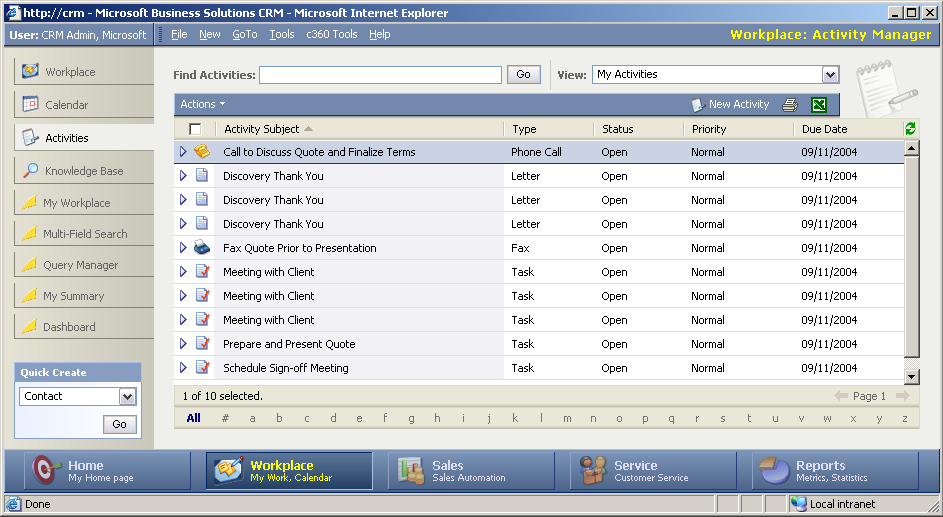 http://crm - Microsoft Business Solutions CRM - Microsoft Internet Explorer
User: CRM Admin, Microsoft File New GoTo Tools c360 Tools Help Workplace: Activity Manager
Workplace
Calendar
Activities
Knowledge Base
My Workplace
Multi-Field Search
Query Manager
My Summary
Dashboard
Quick Create
Contact
Go
Find Activities: Go View: My Activities
Actions New Activity
Activity Subject Type Status Priority Due Date
Call to Discuss Quote and Finalize Terms Phone Call Open Normal 09/11/2004
Discovery Thank You Letter Open Normal 09/11/2004
Discovery Thank You Letter Open Normal 09/11/2004
Discovery Thank You Letter Open Normal 09/11/2004
Fax Quote Prior to Presentation Fax Open Normal 09/11/2004
Meeting with Client Task Open Normal 09/11/2004
Meeting with Client Task Open Normal 09/11/2004
Meeting with Client Task Open Normal 09/11/2004
Prepare and Present Quote Task Open Normal 09/11/2004
Schedule Sign-off Meeting Task Open Normal 09/11/2004
1 of 10 selected. Page 1
All # a b c d e f g h i j k l m n o p q r s t u v w x y z
Home
My Home page
Workplace
My Work, Calendar
Sales
Sales Automation
Service
Customer Service
Reports
Metrics, Statistics
Done Local intranet